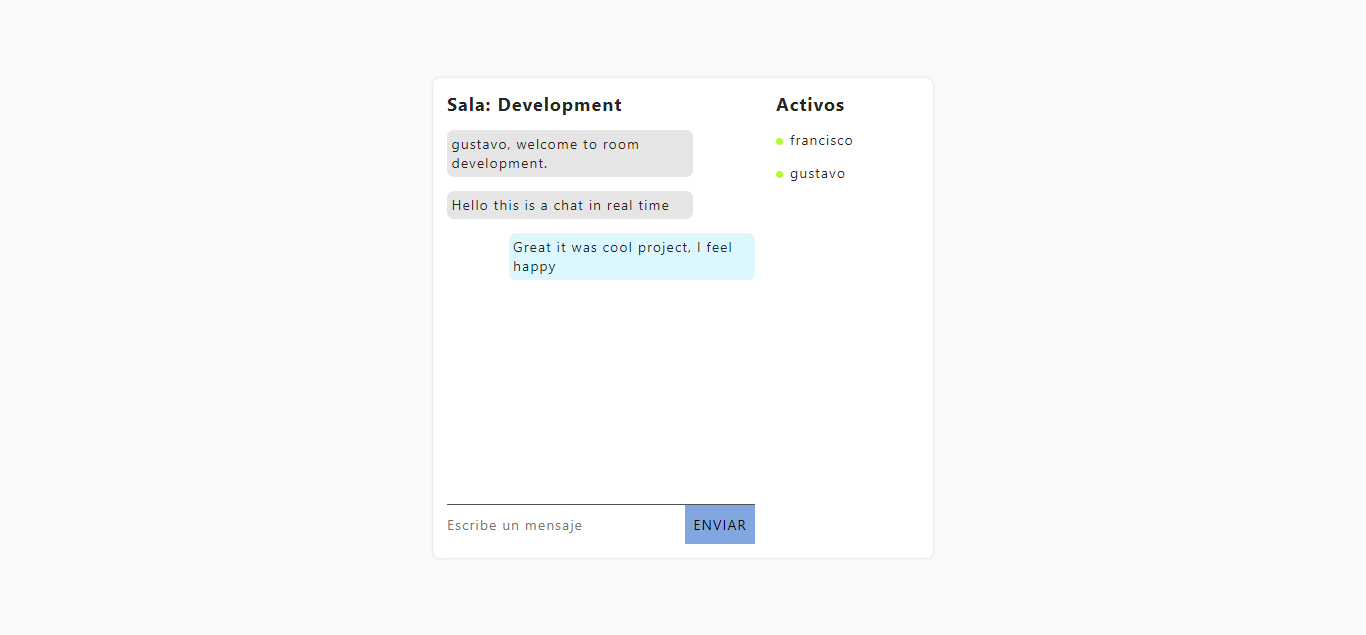 Sala: Development
gustavo, welcome to room
development.
Hello this is a chat in real time
Great it was cool project, I feel
happy
Escribe un mensaje
ENVIAR
Activos
francisco
gustavo